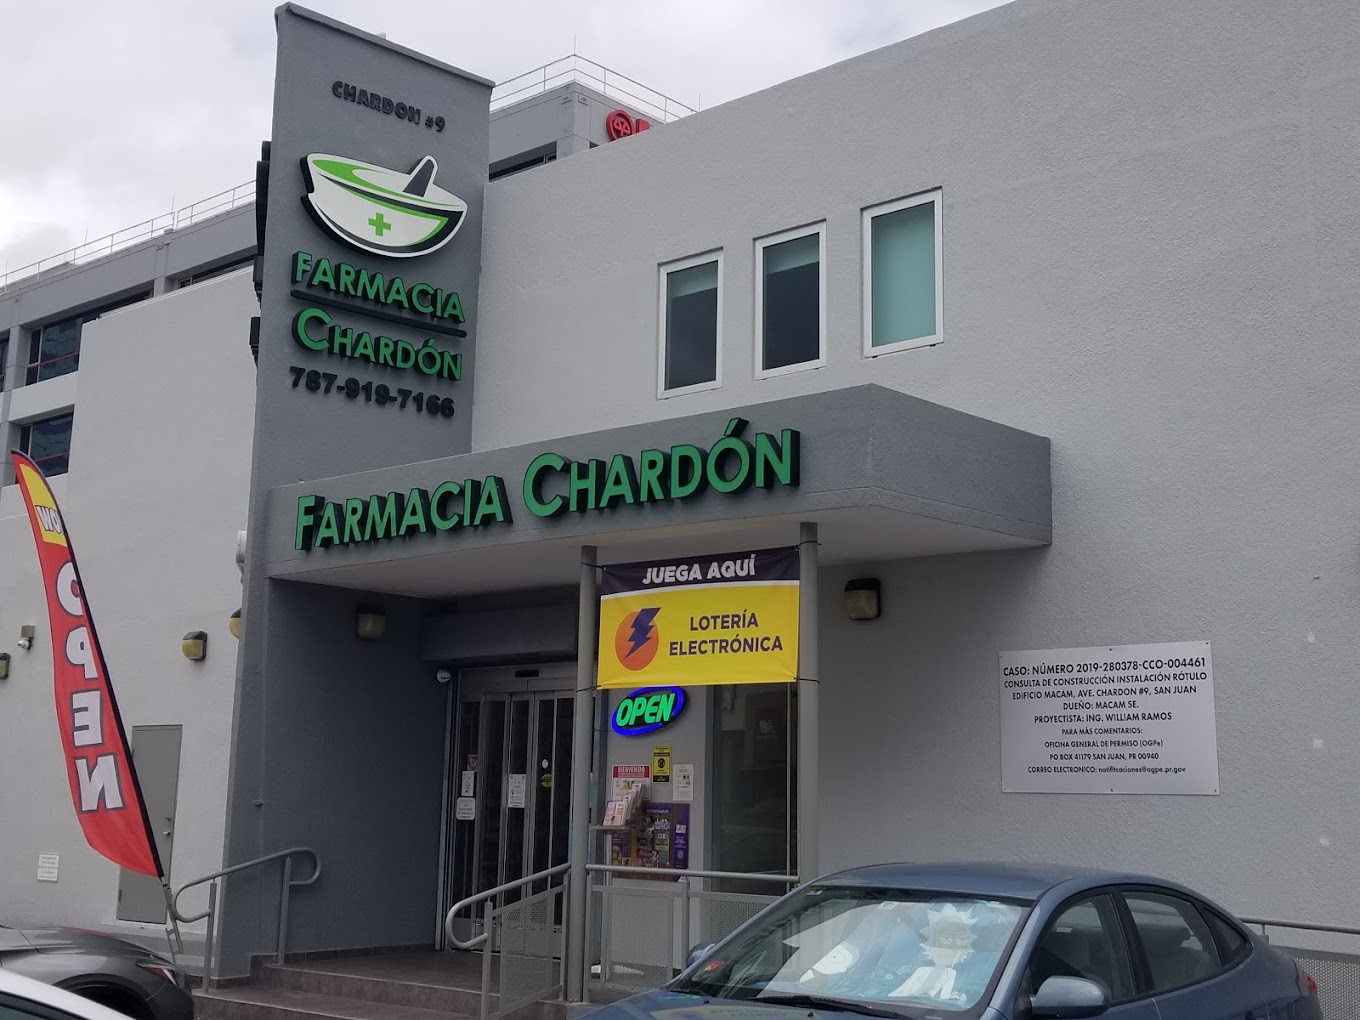 CHARDON #9
FARMACIA
CHARDÓN
787-919-7166
FARMACIA CHARDÓN
JUEGA AQUÍ
LOTERÍA
ELECTRÓNICA
OPEN
BIENVENIDO
OPEN
CASO: NÚMERO 2019-280378-CCO-004461
CONSULTA DE CONSTRUCCIÓN INSTALACIÓN RÓTULO
EDIFICIO MACAM, AVE. CHARDON #9, SAN JUAN
DUEÑO: MACAM SE.
PROYECTISTA: ING. WILLIAM RAMOS
PARA MÁS COMENTARIOS:
OFICINA GENERAL DE PERMISO (OGPe)
PO BOX 41179 SAN JUAN, PR 00940
CORREO ELECTRONICO: notifitcaciones@ogpe.pr.gov